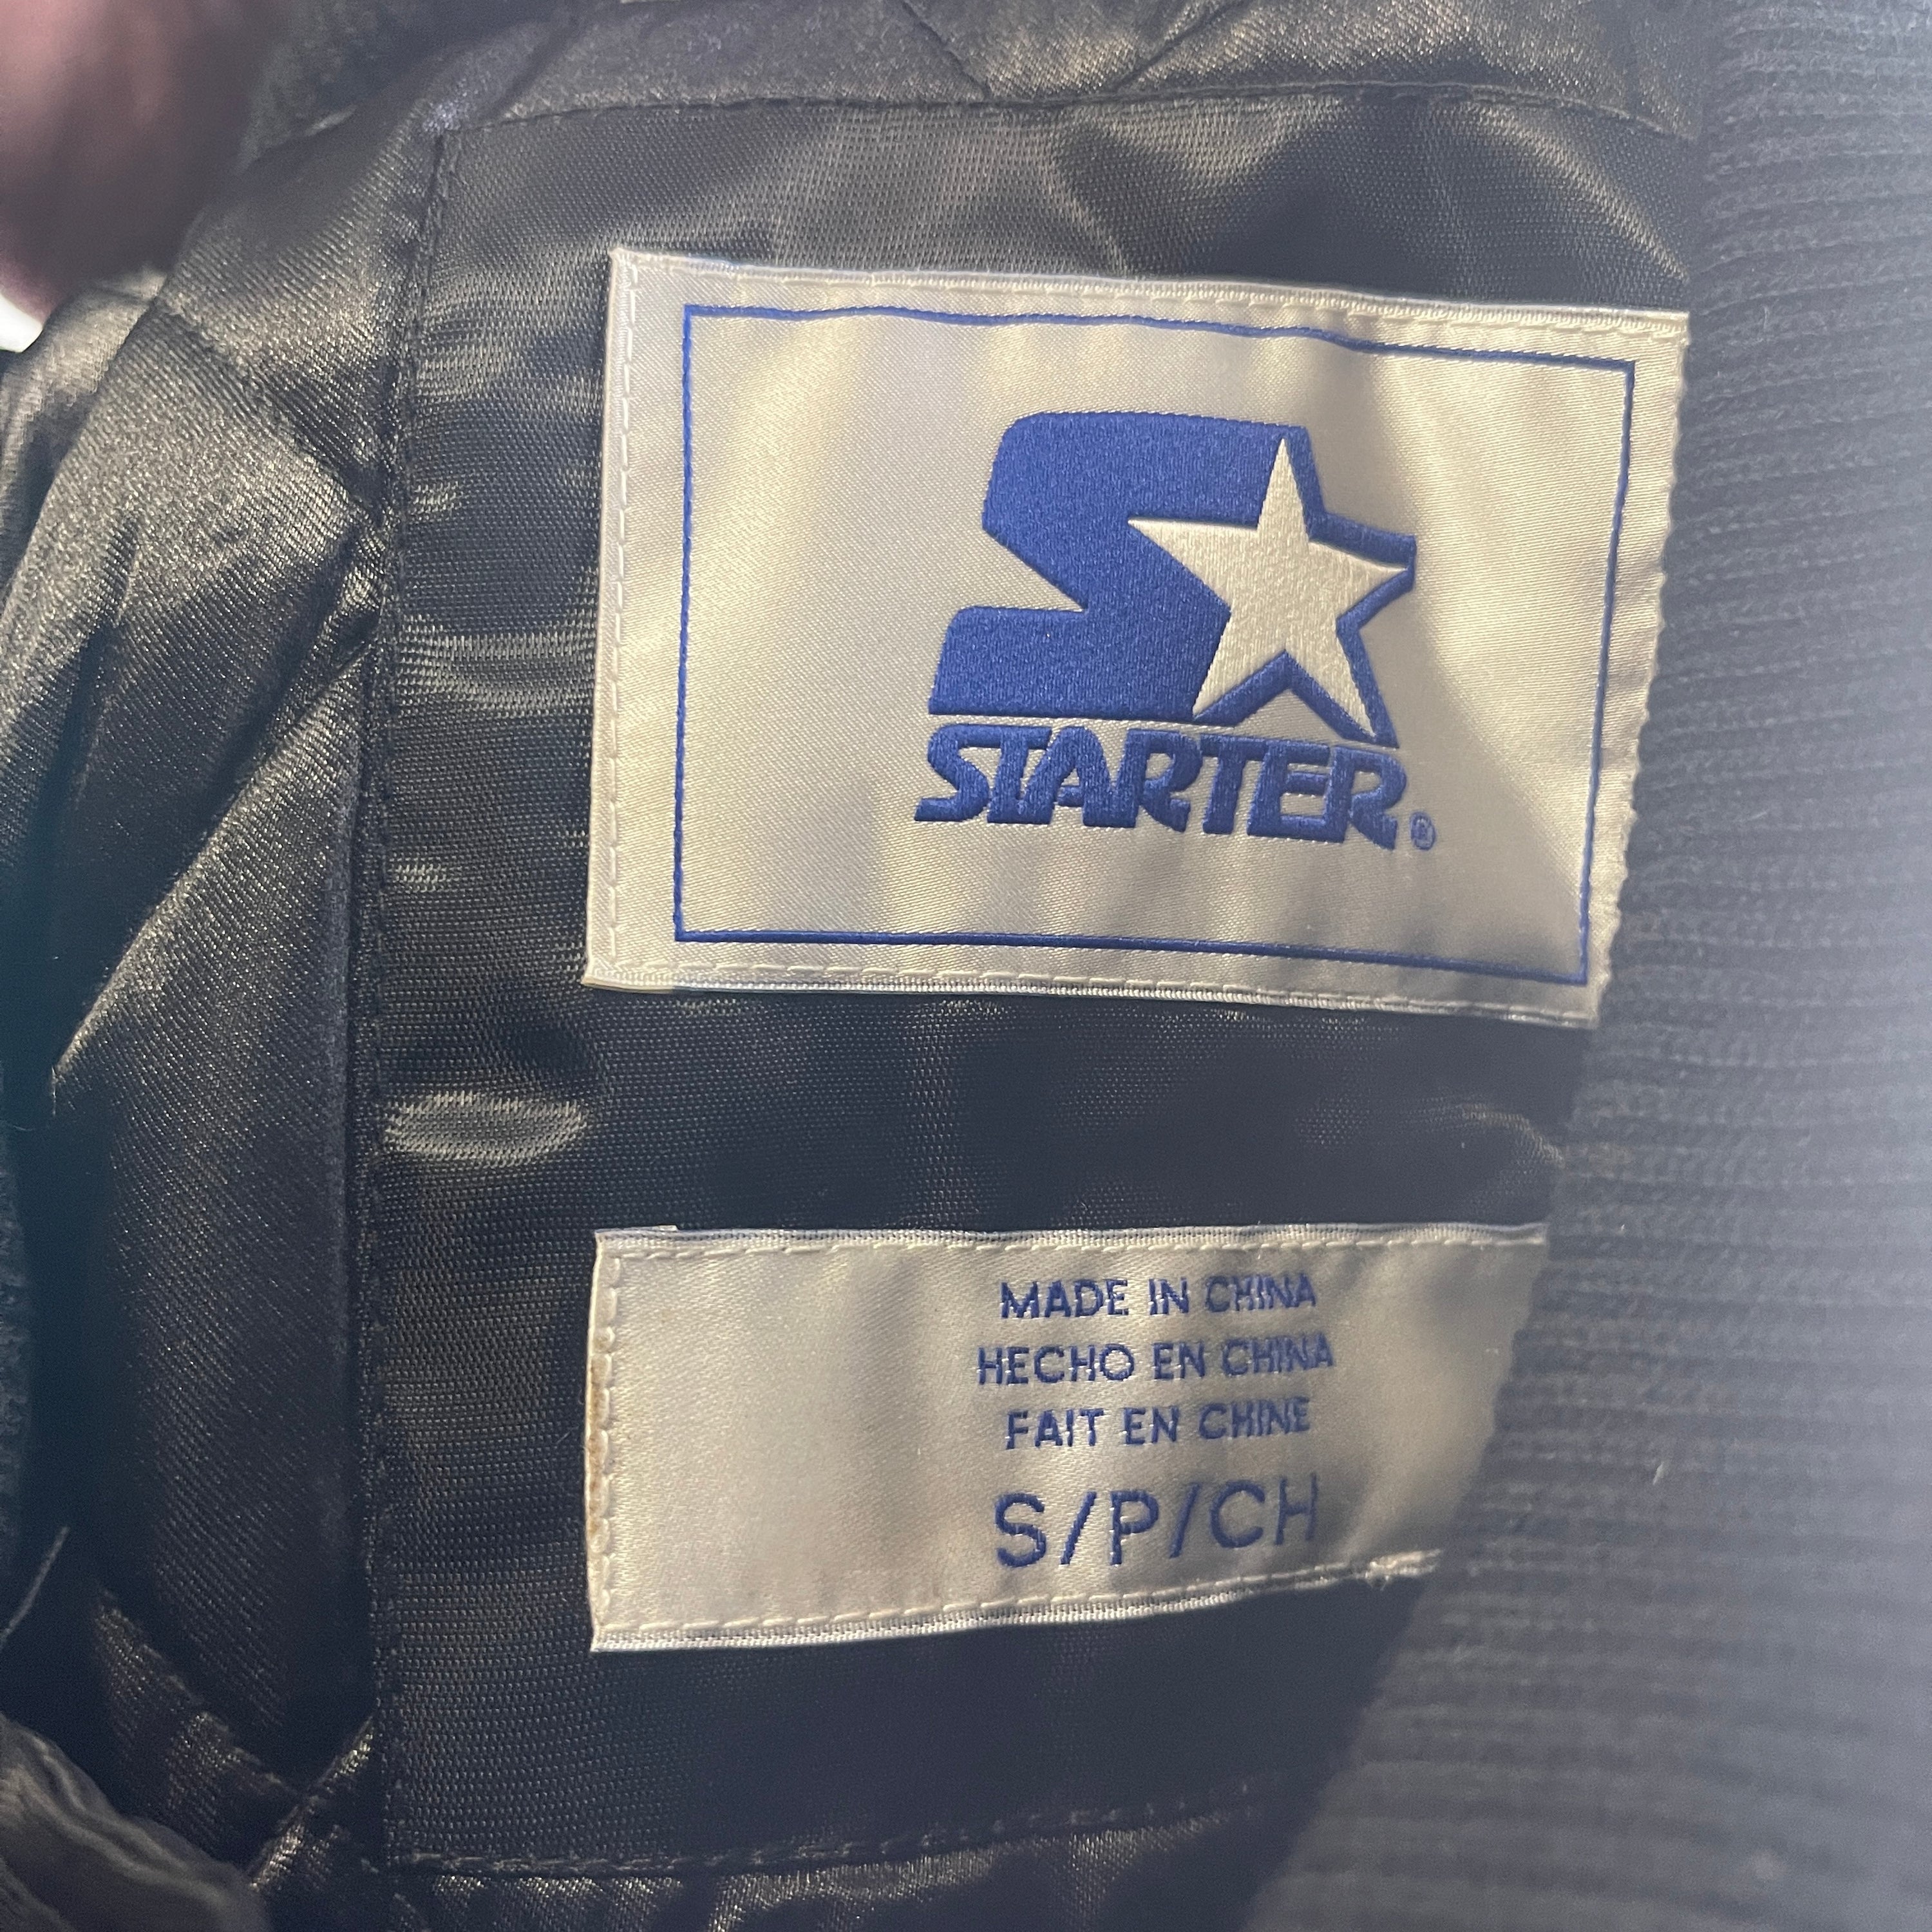 STARTER®
MADE IN CHINA
HECHO EN CHINA
FAIT EN CHINE
S/P/CH